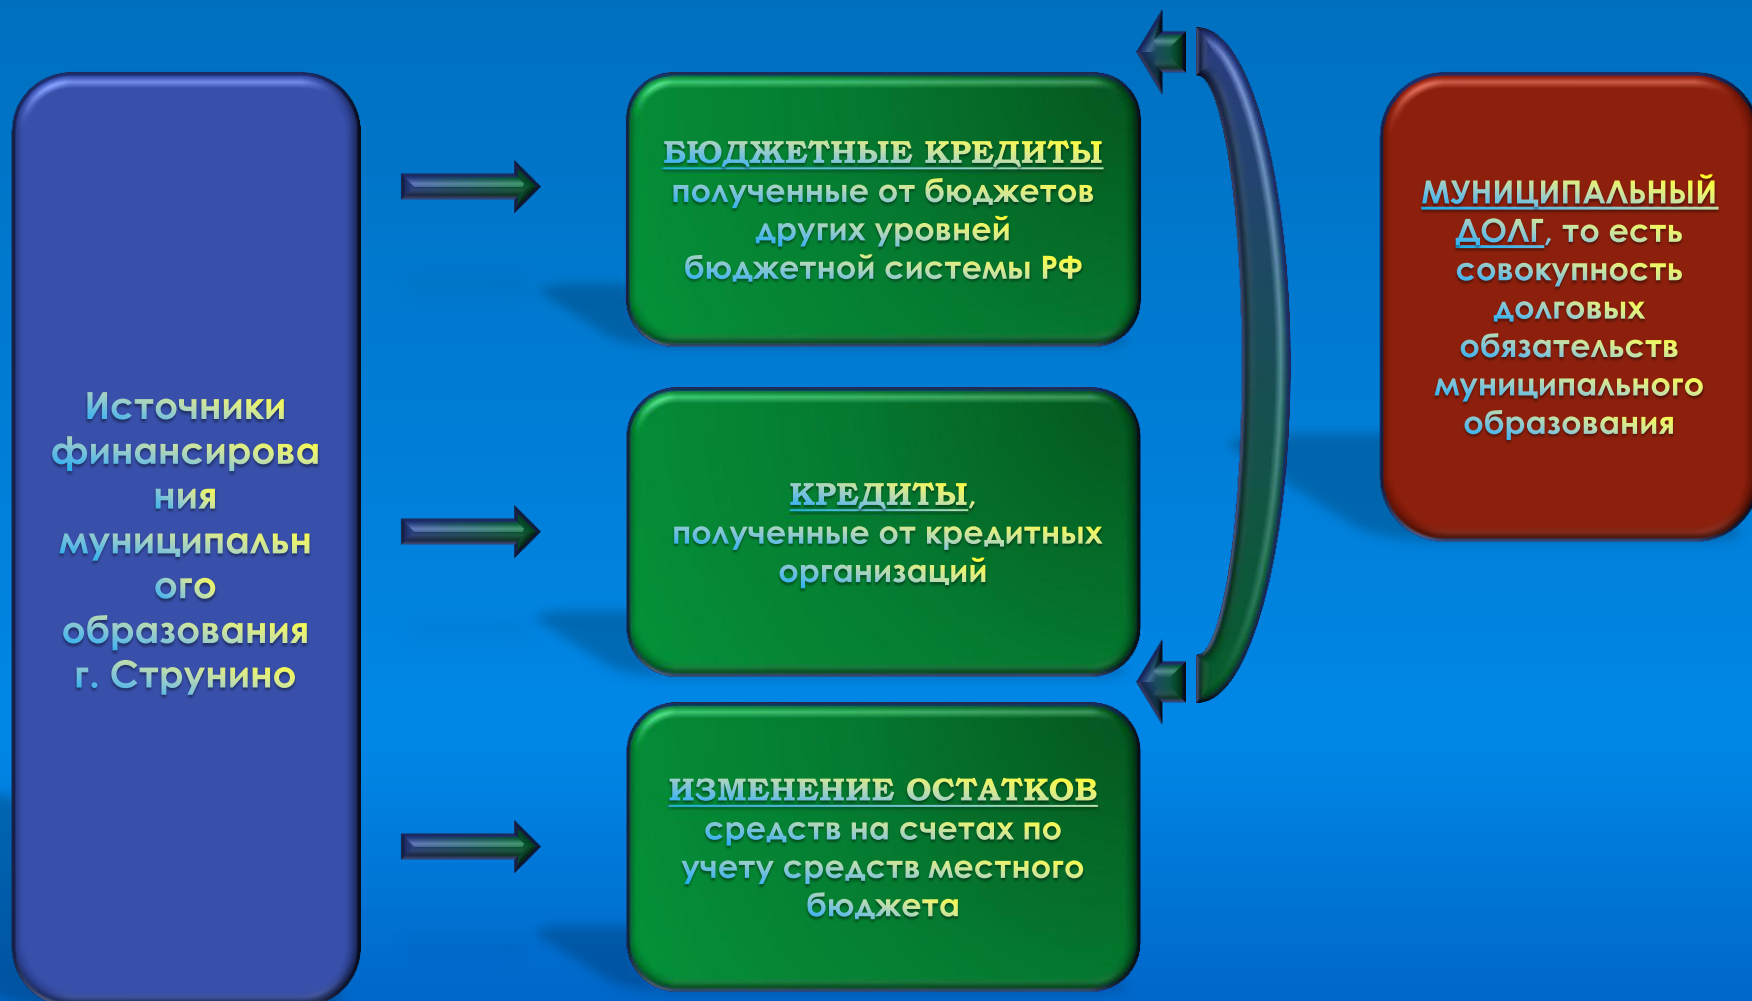 Источники
финансирова
ния
муниципальн
ого
образования
г. Струнино
БЮДЖЕТНЫЕ КРЕДИТЫ
полученные от бюджетов
других уровней
бюджетной системы РФ
КРЕДИТЫ,
полученные от кредитных
организаций
ИЗМЕНЕНИЕ ОСТАТКОВ
средств на счетах по
учету средств местного
бюджета
МУНИЦИПАЛЬНЫЙ
ДОЛГ, то есть
совокупность
долговых
обязательств
муниципального
образования